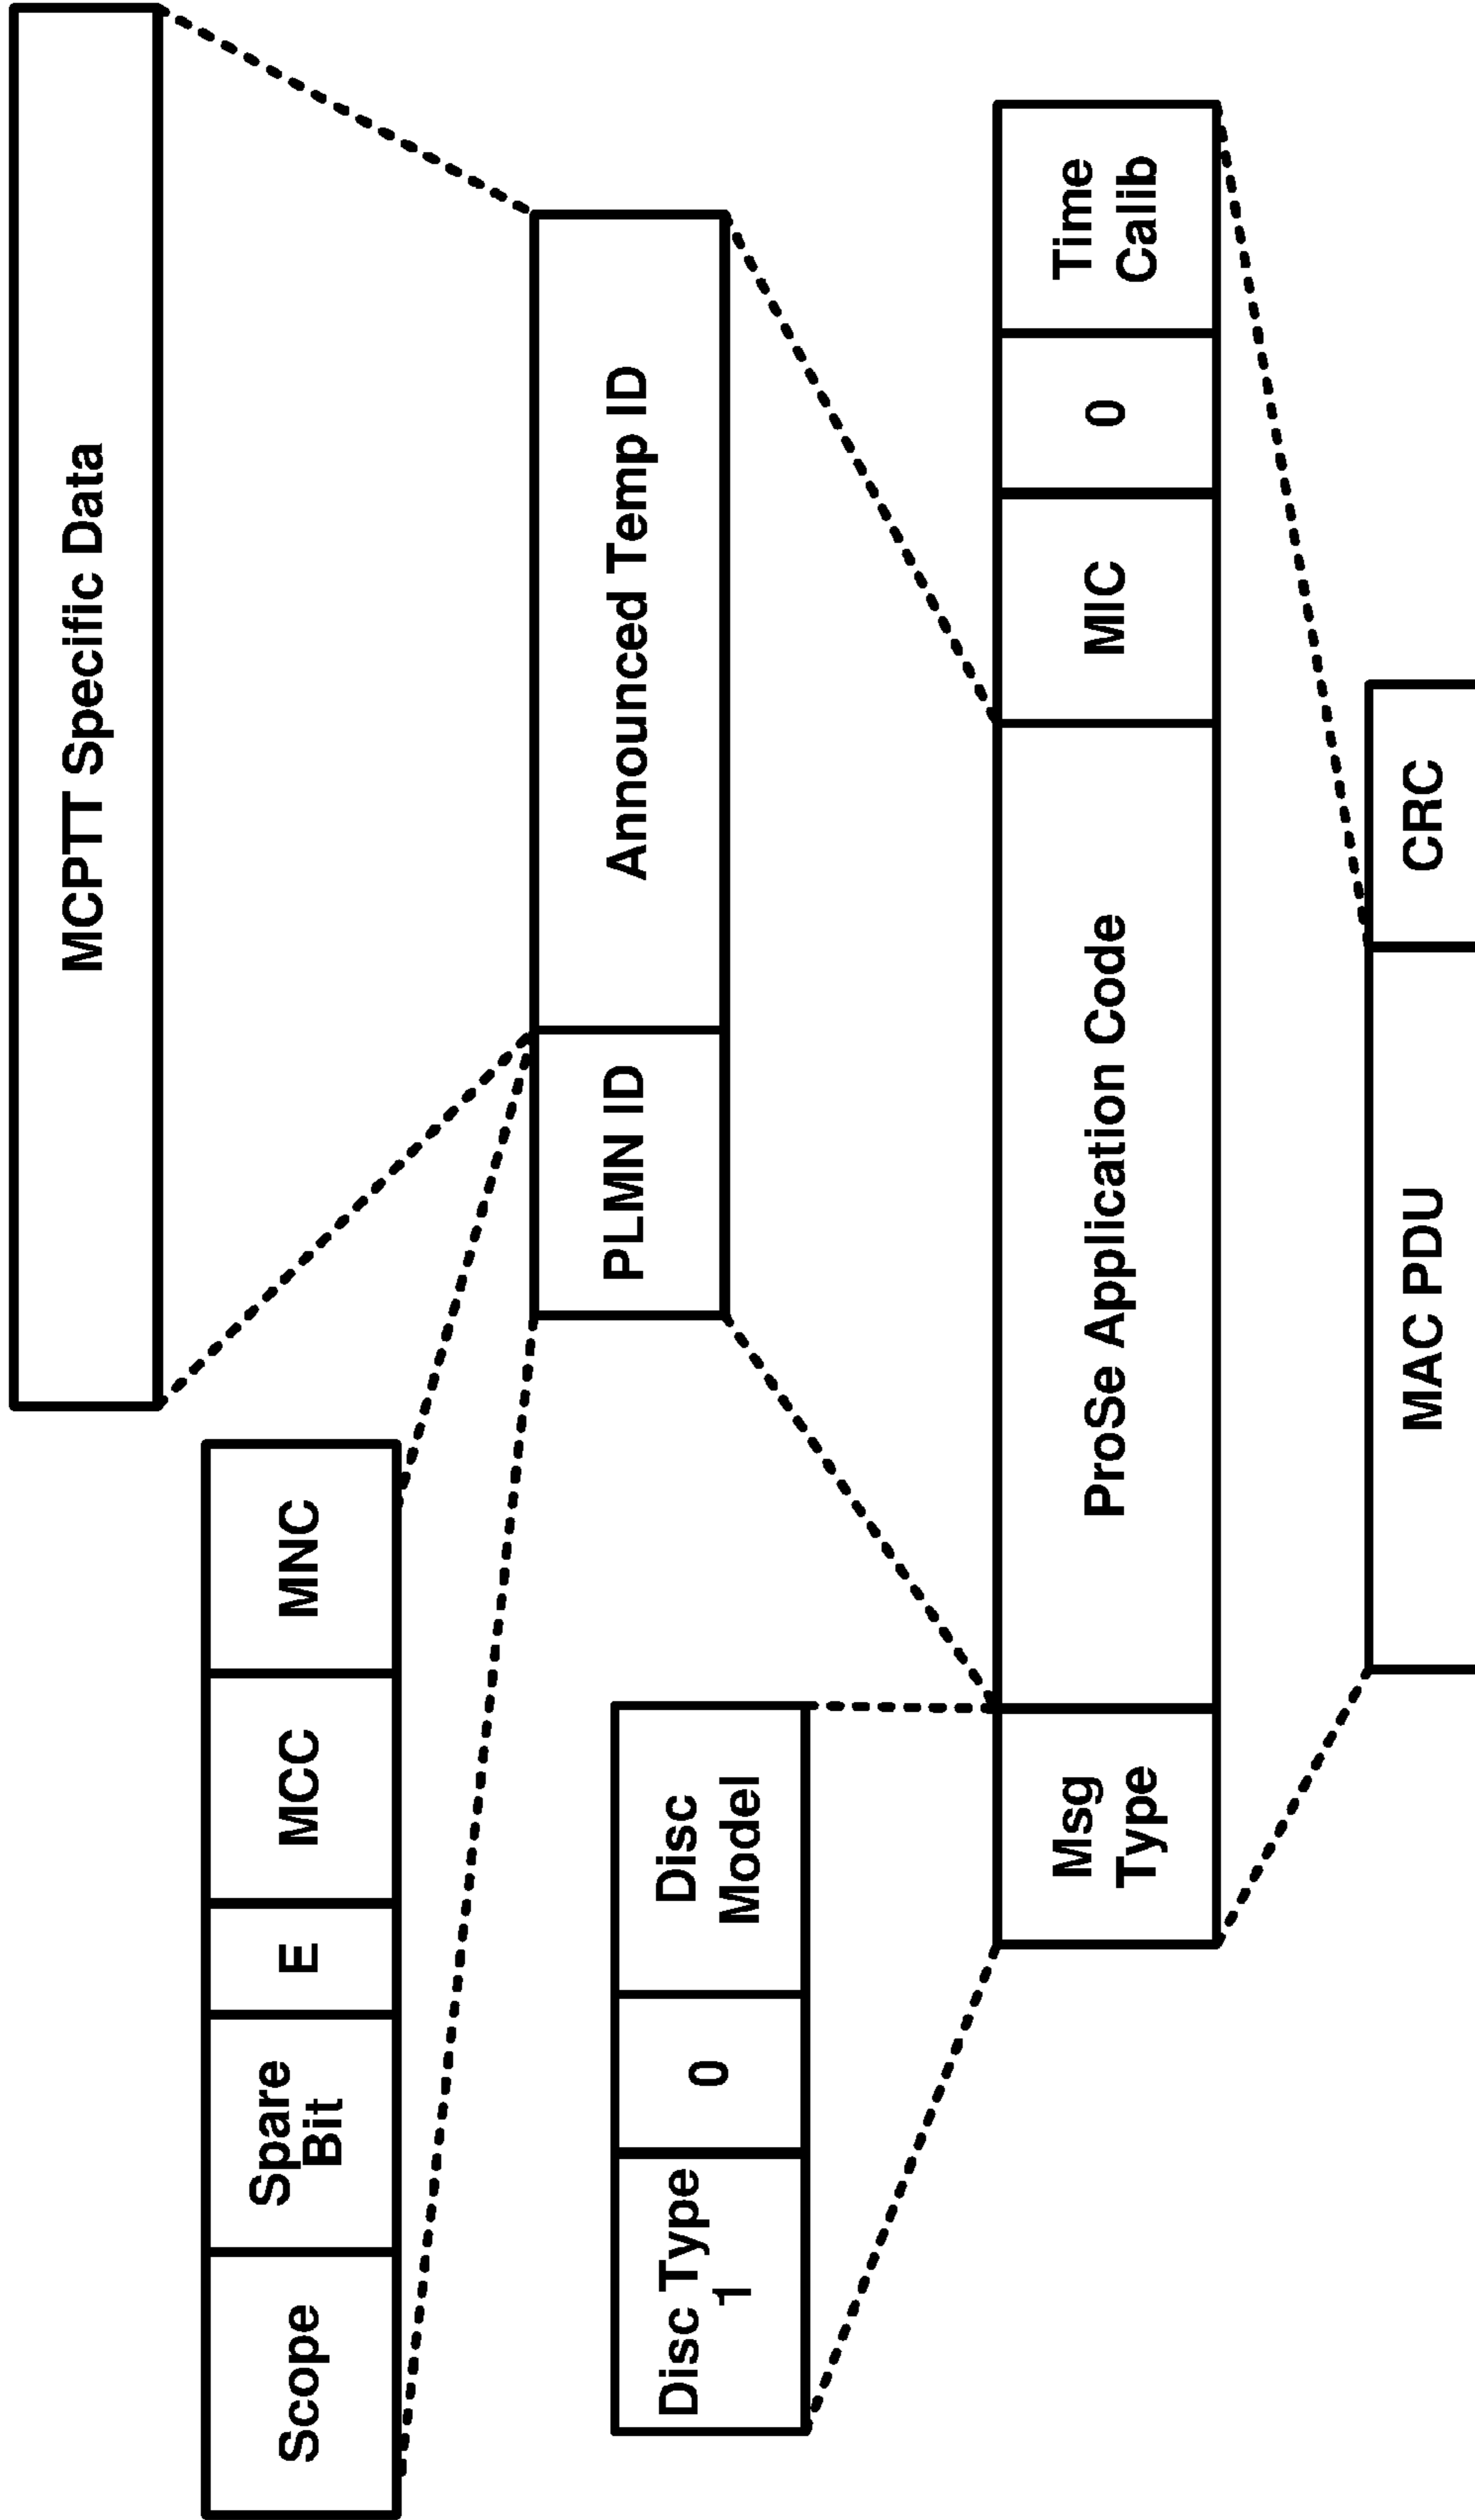 MCPTT Specific Data
Scope
Spare
Bit
E
MCC
MNC
PLMN ID
Announced Temp ID
Disc Type
1
0
Disc
Model
Msg
Type
ProSe Application Code
MIC
0
Time
Calib
MAC PDU
CRC